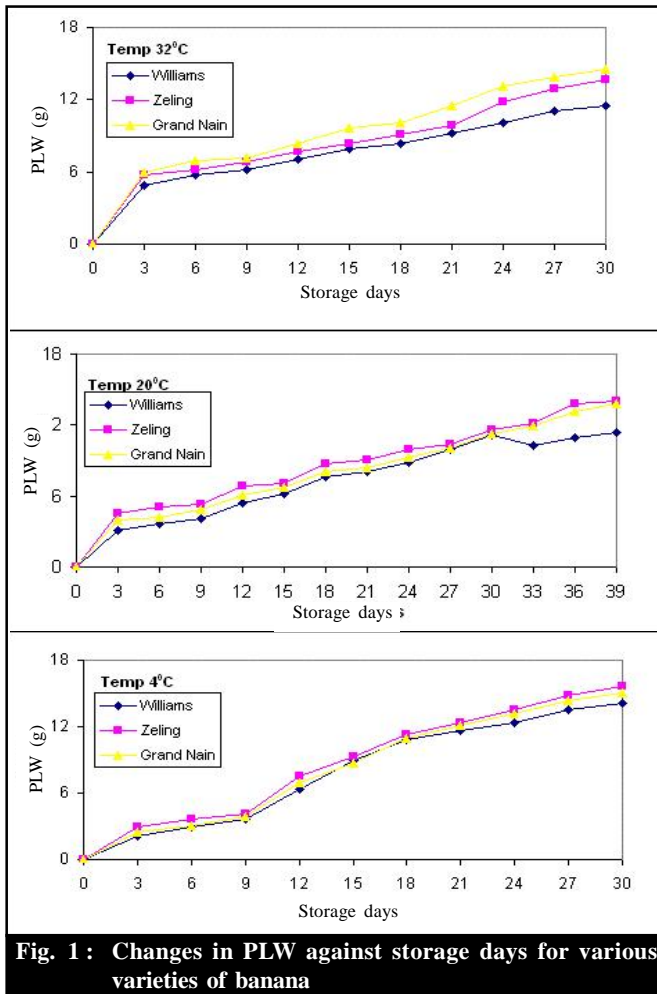 18
12
6
0
PLW (g)
Temp 32⁰C
Williams
Zeling
Grand Nain
0 3 6 9 12 15 18 21 24 27 30
Storage days
18
2
6
0
PLW (g)
Temp 20⁰C
Williams
Zeling
Grand Nain
0 3 6 9 12 15 18 21 24 27 30 33 36 39
Storage days s
18
12
6
0
PLW (g)
Temp 4⁰C
Williams
Zeling
Grand Nain
0 3 6 9 12 15 18 21 24 27 30
Storage days
Fig. 1 : Changes in PLW against storage days for various
varieties of banana